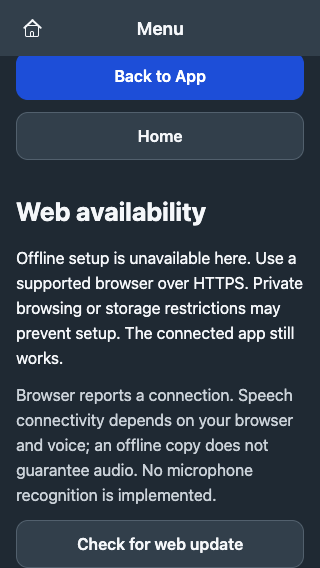 Menu
Back to App
Home
Web availability
Offline setup is unavailable here. Use a
supported browser over HTTPS. Private
browsing or storage restrictions may
prevent setup. The connected app still
works.
Browser reports a connection. Speech
connectivity depends on your browser
and voice; an offline copy does not
guarantee audio. No microphone
recognition is implemented.
Check for web update